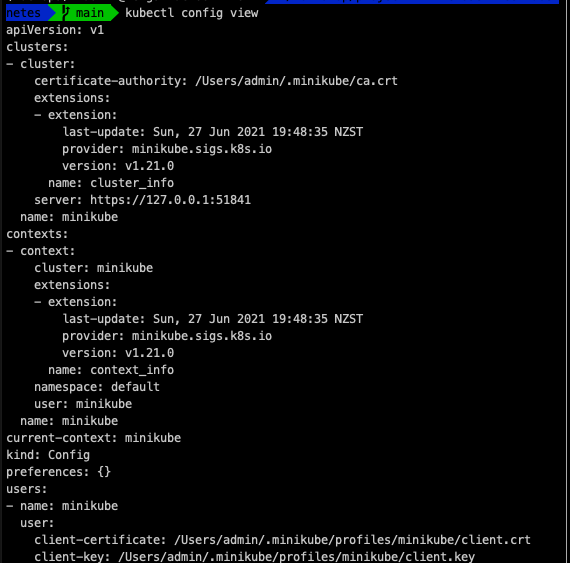 netes main kubectl config view
apiVersion: v1
clusters:
- cluster:
    certificate-authority: /Users/admin/.minikube/ca.crt
    extensions:
    - extension:
        last-update: Sun, 27 Jun 2021 19:48:35 NZST
        provider: minikube.sigs.k8s.io
        version: v1.21.0
      name: cluster_info
    server: https://127.0.0.1:51841
  name: minikube
contexts:
- context:
    cluster: minikube
    extensions:
    - extension:
        last-update: Sun, 27 Jun 2021 19:48:35 NZST
        provider: minikube.sigs.k8s.io
        version: v1.21.0
      name: context_info
    namespace: default
    user: minikube
  name: minikube
current-context: minikube
kind: Config
preferences: {}
users:
- name: minikube
  user:
    client-certificate: /Users/admin/.minikube/profiles/minikube/client.crt
    client-key: /Users/admin/.minikube/profiles/minikube/client.key